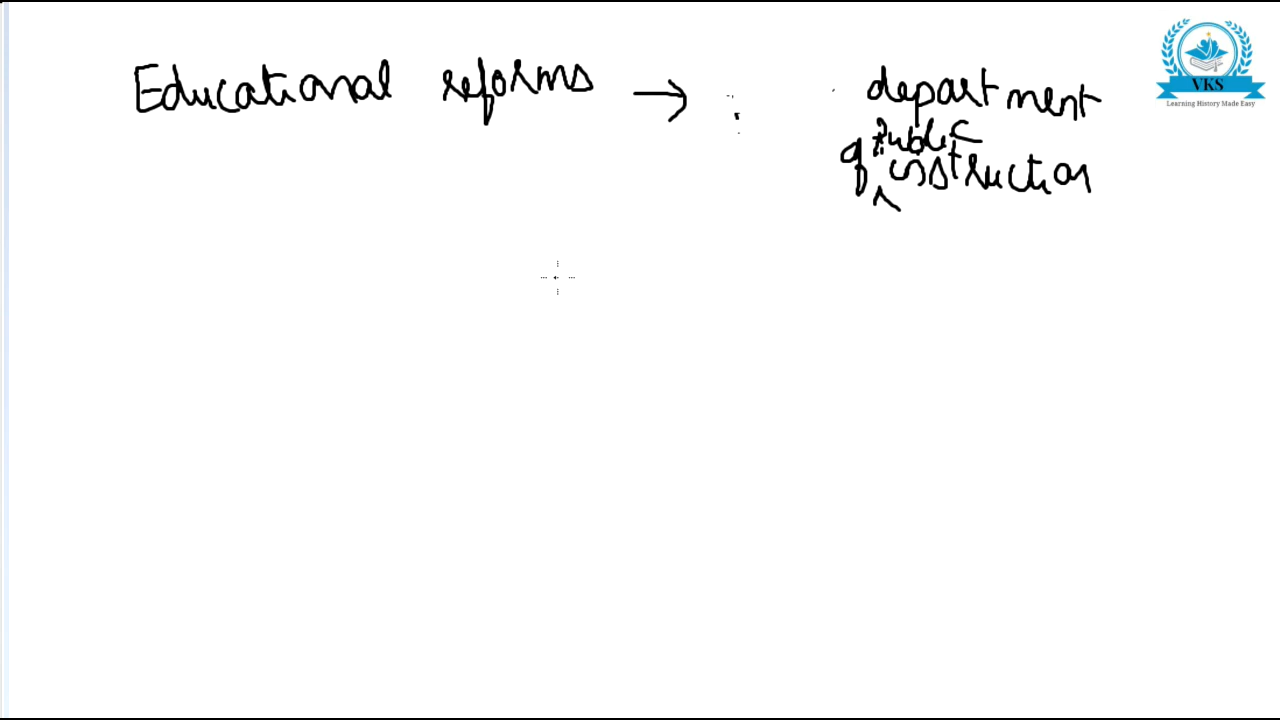 Educational reforms → department
of public instruction
VKS
Learning History Made Easy